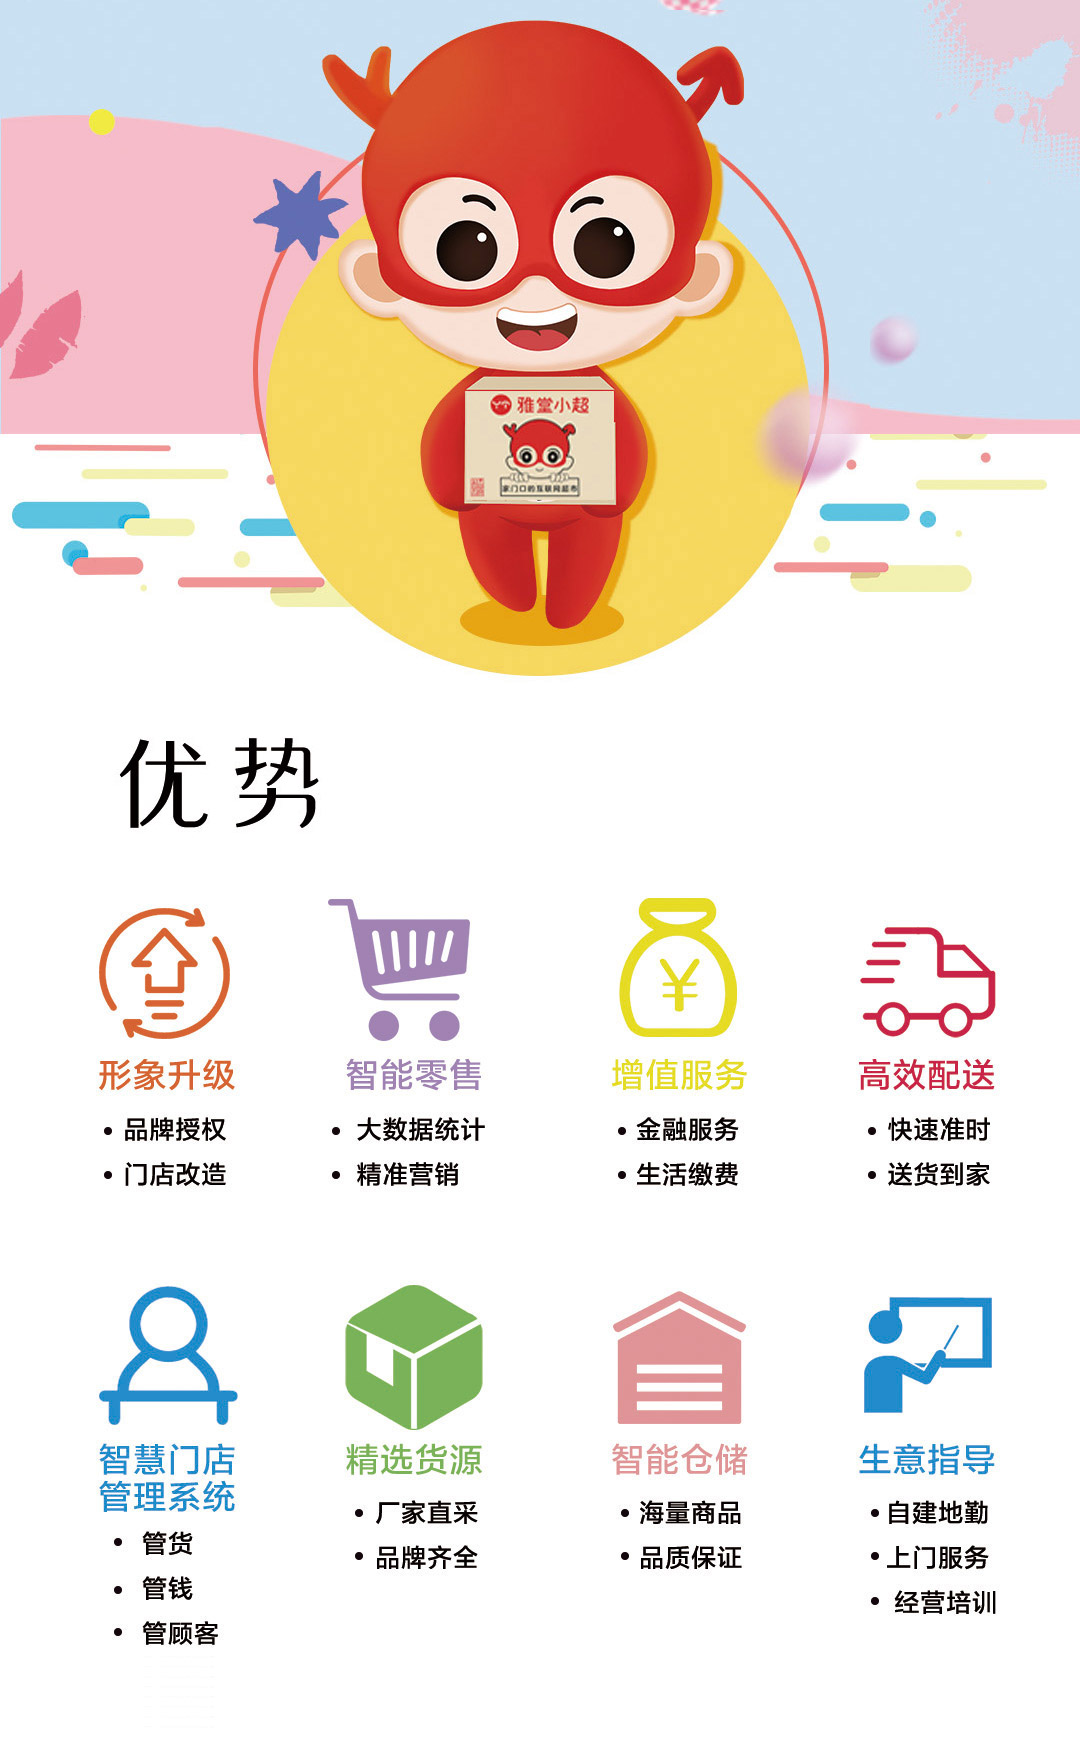 雅堂小超
家门口的互联网超市
优势
形象升级
• 品牌授权
• 门店改造
智能零售
• 大数据统计
• 精准营销
增值服务
• 金融服务
• 生活缴费
高效配送
• 快速准时
• 送货到家
智慧门店
管理系统
• 管货
• 管钱
• 管顾客
精选货源
• 厂家直采
• 品牌齐全
智能仓储
• 海量商品
• 品质保证
生意指导
• 自建地勤
• 上门服务
• 经营培训